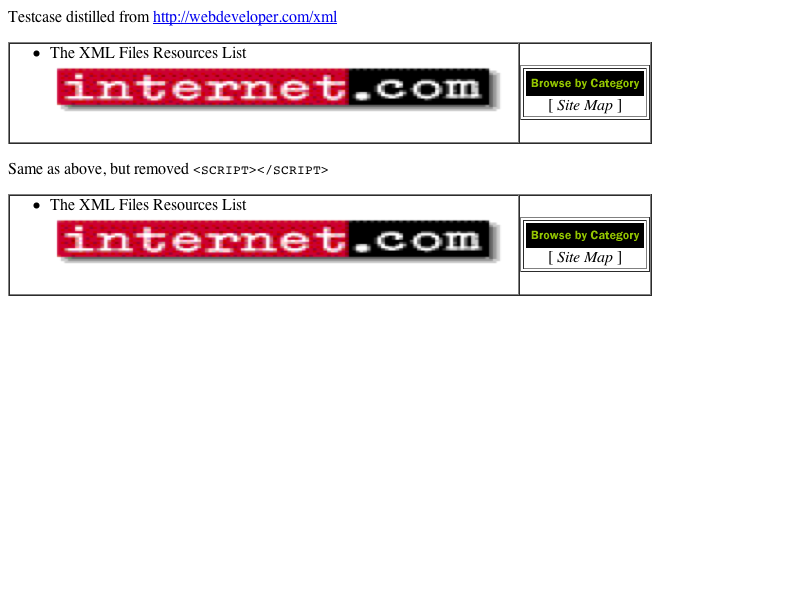 Testcase distilled from http://webdeveloper.com/xml
• The XML Files Resources List
internet.com
Browse by Category
[ Site Map ]
Same as above, but removed <SCRIPT></SCRIPT>
• The XML Files Resources List
internet.com
Browse by Category
[ Site Map ]